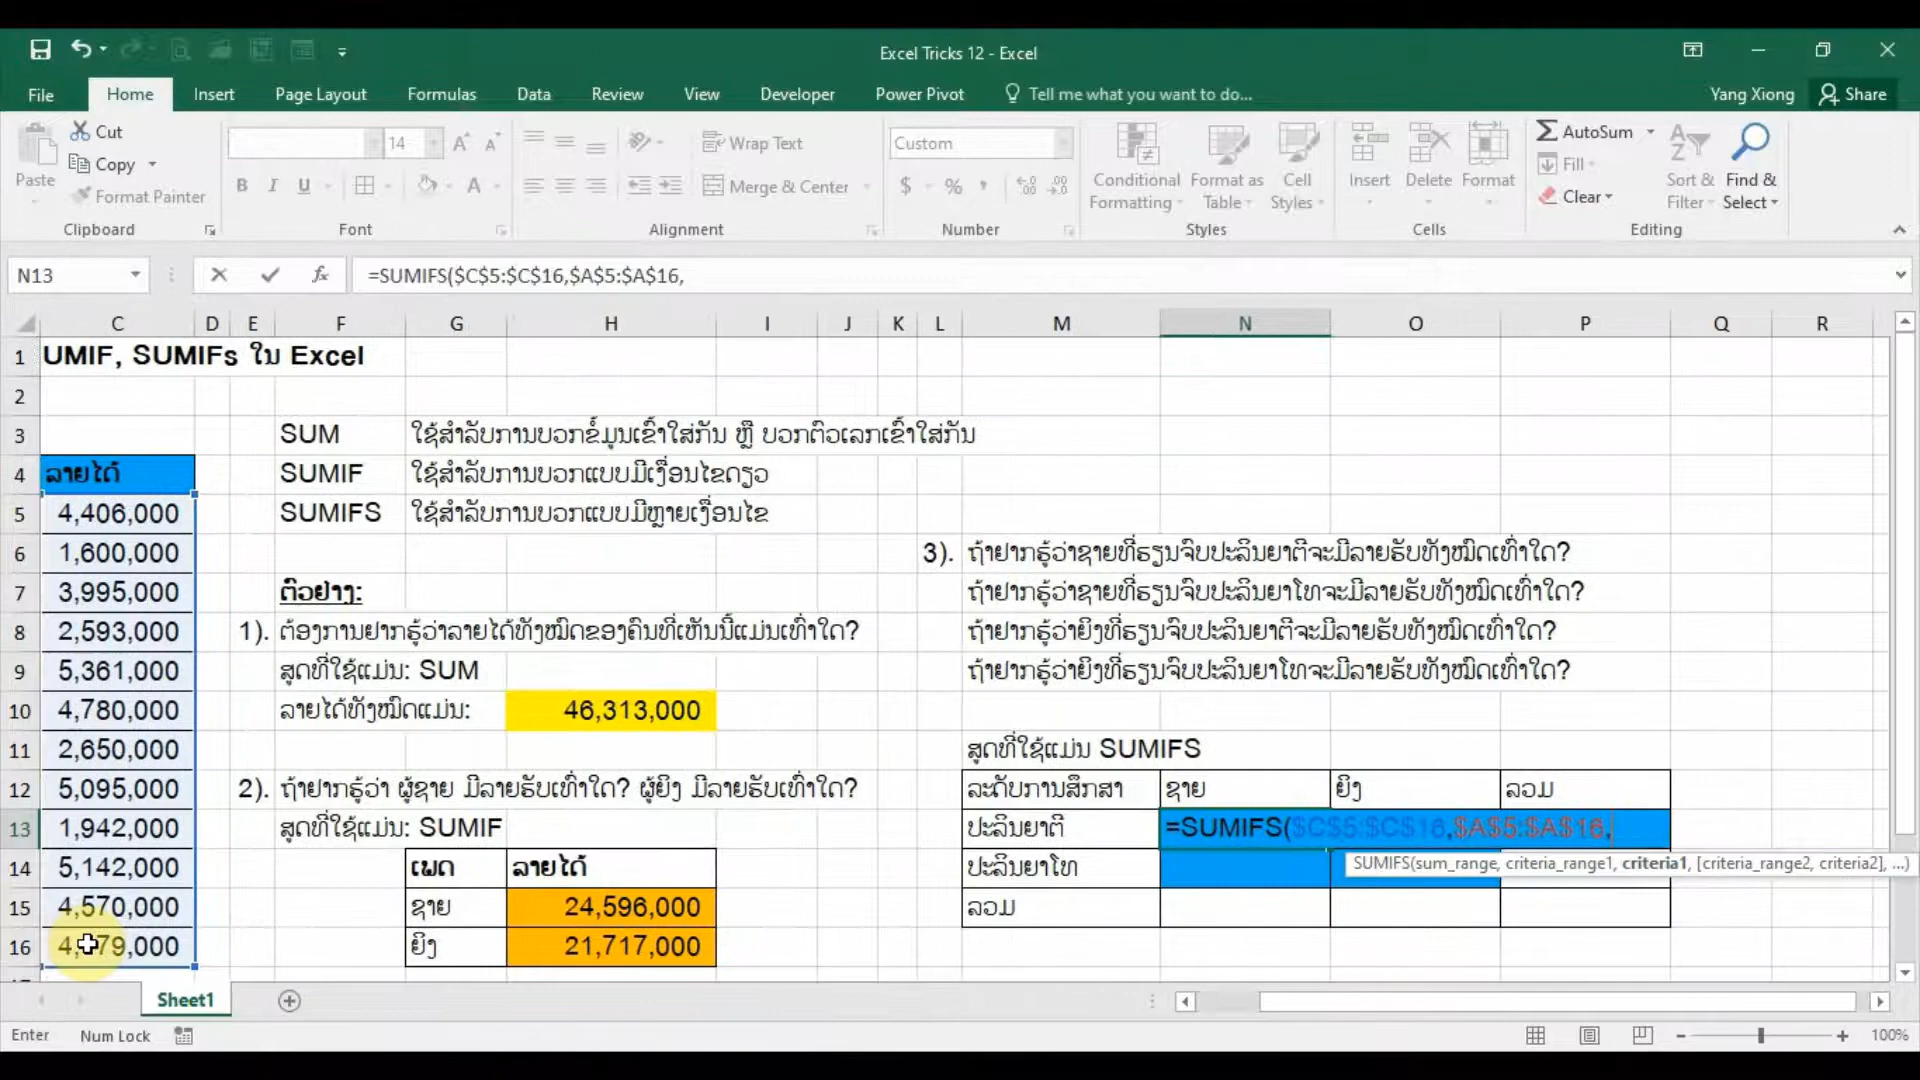 Excel Tricks 12 - Excel
File Home Insert Page Layout Formulas Data Review View Developer Power Pivot Tell me what you want to do... Yang Xiong Share
Cut
Copy
Format Painter
Paste
Clipboard
14
B I U
Font
Wrap Text
Merge & Center
Alignment
Custom
$ % ,
Number
Conditional Formatting
Format as Table
Cell Styles
Styles
Insert Delete Format
Cells
AutoSum
Fill
Clear
Sort & Filter
Find & Select
Editing
N13 fx =SUMIFS($C$5:$C$16,$A$5:$A$16,
C D E F G H I J K L M N O P Q R
1 UMIF, SUMIFs ໃນ Excel
2
3 SUM ໃຊ້ສຳລັບການບວກຂໍ້ມູນເຂົ້າໃສ່ກັນ ຫຼື ບວກຕົວເລກເຂົ້າໃສ່ກັນ
4 ລາຍໄດ້ SUMIF ໃຊ້ສຳລັບການບວກແບບມີເງື່ອນໄຂດຽວ
5 4,406,000 SUMIFS ໃຊ້ສຳລັບການບວກແບບມີຫຼາຍເງື່ອນໄຂ
6 1,600,000 3). ຖ້າຢາກຮູ້ວ່າຊາຍທີ່ຮຽນຈົບປະລິນຍາຕີຈະມີລາຍຮັບທັງໝົດເທົ່າໃດ?
7 3,995,000 ຕົວຢ່າງ: ຖ້າຢາກຮູ້ວ່າຊາຍທີ່ຮຽນຈົບປະລິນຍາໂທຈະມີລາຍຮັບທັງໝົດເທົ່າໃດ?
8 2,593,000 1). ຕ້ອງການຢາກຮູ້ວ່າລາຍໄດ້ທັງໝົດຂອງຄົນທີ່ເຫັນນີ້ແມ່ນເທົ່າໃດ? ຖ້າຢາກຮູ້ວ່າຍິງທີ່ຮຽນຈົບປະລິນຍາຕີຈະມີລາຍຮັບທັງໝົດເທົ່າໃດ?
9 5,361,000 ສູດທີ່ໃຊ້ແມ່ນ: SUM ຖ້າຢາກຮູ້ວ່າຍິງທີ່ຮຽນຈົບປະລິນຍາໂທຈະມີລາຍຮັບທັງໝົດເທົ່າໃດ?
10 4,780,000 ລາຍໄດ້ທັງໝົດແມ່ນ: 46,313,000
11 2,650,000 ສູດທີ່ໃຊ້ແມ່ນ SUMIFS
12 5,095,000 2). ຖ້າຢາກຮູ້ວ່າ ຜູ້ຊາຍ ມີລາຍຮັບເທົ່າໃດ? ຜູ້ຍິງ ມີລາຍຮັບເທົ່າໃດ? ລະດັບການສຶກສາ ຊາຍ ຍິງ ລວມ
13 1,942,000 ສູດທີ່ໃຊ້ແມ່ນ: SUMIF ປະລິນຍາຕີ =SUMIFS($C$5:$C$16,$A$5:$A$16,
SUMIFS(sum_range, criteria_range1, criteria1, [criteria_range2, criteria2], ...)
14 5,142,000 ເພດ ລາຍໄດ້ ປະລິນຍາໂທ
15 4,570,000 ຊາຍ 24,596,000 ລວມ
16 ຍິງ 21,717,000
Sheet1
Enter Num Lock 100%